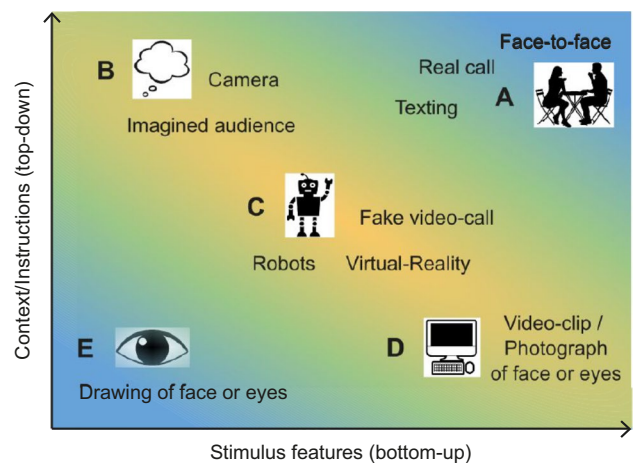 Face-to-face
Real call
A
B
Camera
Texting
Imagined audience
C
Fake video-call
Robots
Virtual-Reality
E
D
Video-clip /
Photograph
of face or eyes
Drawing of face or eyes
Context/Instructions (top-down)
Stimulus features (bottom-up)